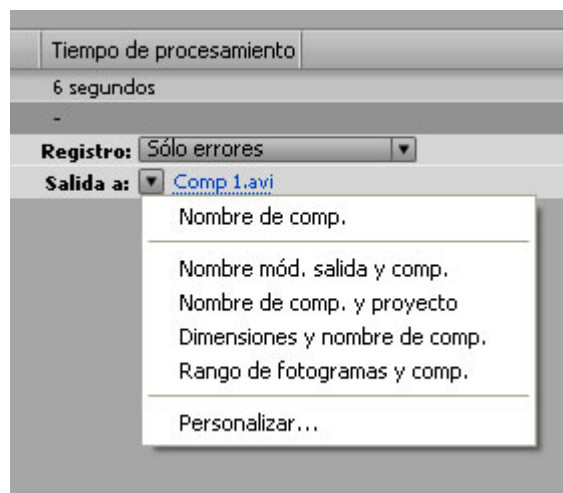 Tiempo de procesamiento
6 segundos
-
Registro: Sólo errores
Salida a: Comp 1.avi
Nombre de comp.
Nombre mód. salida y comp.
Nombre de comp. y proyecto
Dimensiones y nombre de comp.
Rango de fotogramas y comp.
Personalizar...